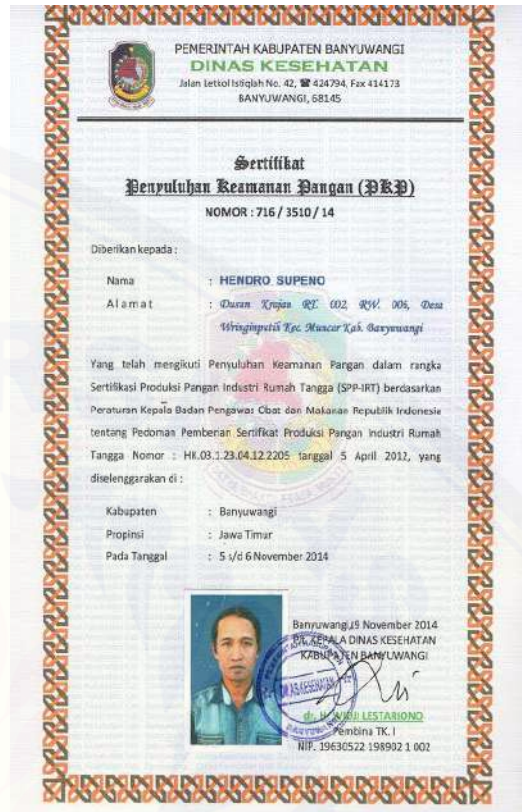 PEMERINTAH KABUPATEN BANYUWANGI
DINAS KESEHATAN
Jalan Letkol Istiqlah No. 42, ☎ 424794, Fax 414173
BANYUWANGI, 68145
Sertifikat
Penyuluhan Keamanan Pangan (PKP)
NOMOR : 716 / 3510 / 14
Diberikan kepada :
Nama : HENDRO SUPENO
Alamat : Dusun Krajan RT. 002 RW. 006, Desa
Wringinputih Kec. Muncar Kab. Banyuwangi
Yang telah mengikuti Penyuluhan Keamanan Pangan dalam rangka
Sertifikasi Produksi Pangan Industri Rumah Tangga (SPP-IRT) berdasarkan
Peraturan Kepala Badan Pengawas Obat dan Makanan Republik Indonesia
tentang Pedoman Pemberian Sertifikat Produksi Pangan Industri Rumah
Tangga Nomor : HK.03.1.23.04.12.2205 tanggal 5 April 2012, yang
diselenggarakan di :
Kabupaten : Banyuwangi
Propinsi : Jawa Timur
Pada Tanggal : 5 s/d 6 November 2014
Banyuwangi, 19 November 2014
Plt. KEPALA DINAS KESEHATAN
KABUPATEN BANYUWANGI
DINAS KESEHATAN
dr. H. WIDJI LESTARIONO
Pembina TK. I
NIP. 19630522 198902 1 002